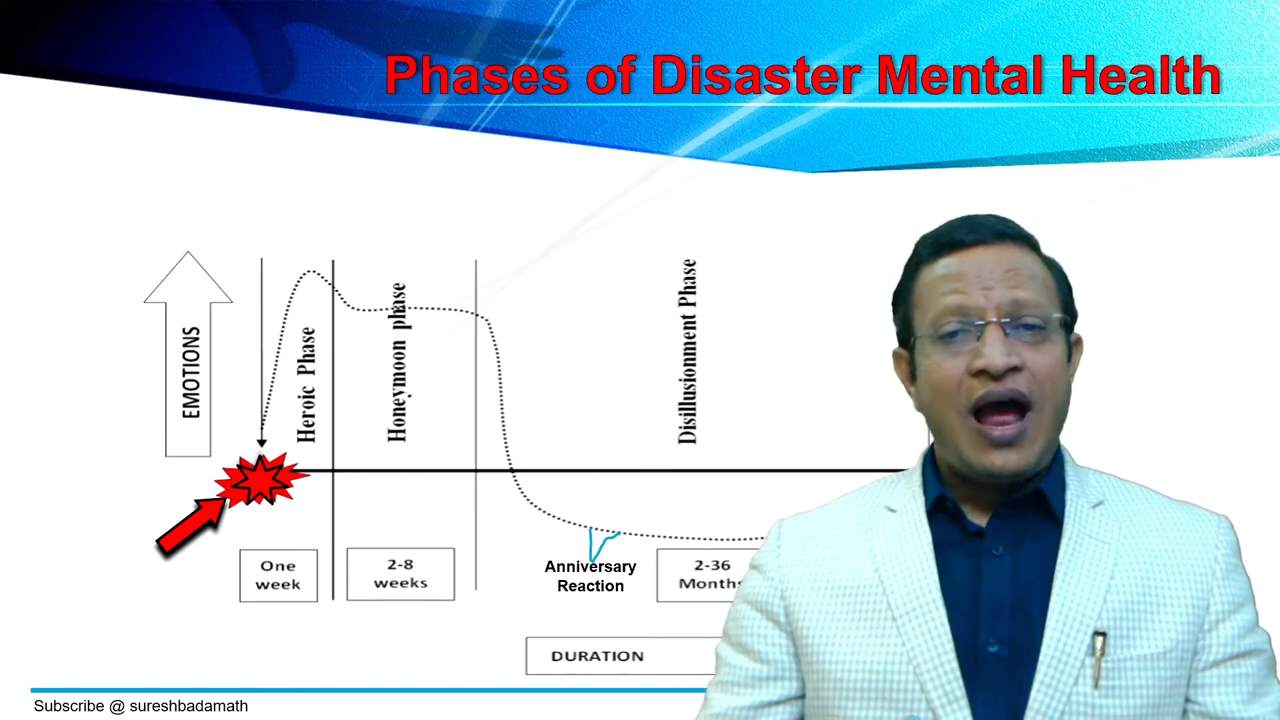 Phases of Disaster Mental Health
EMOTIONS
Heroic Phase
Honeymoon phase
Disillusionment Phase
One
week
2-8
weeks
Anniversary
Reaction
2-36
Months
DURATION
Subscribe @ sureshbadamath